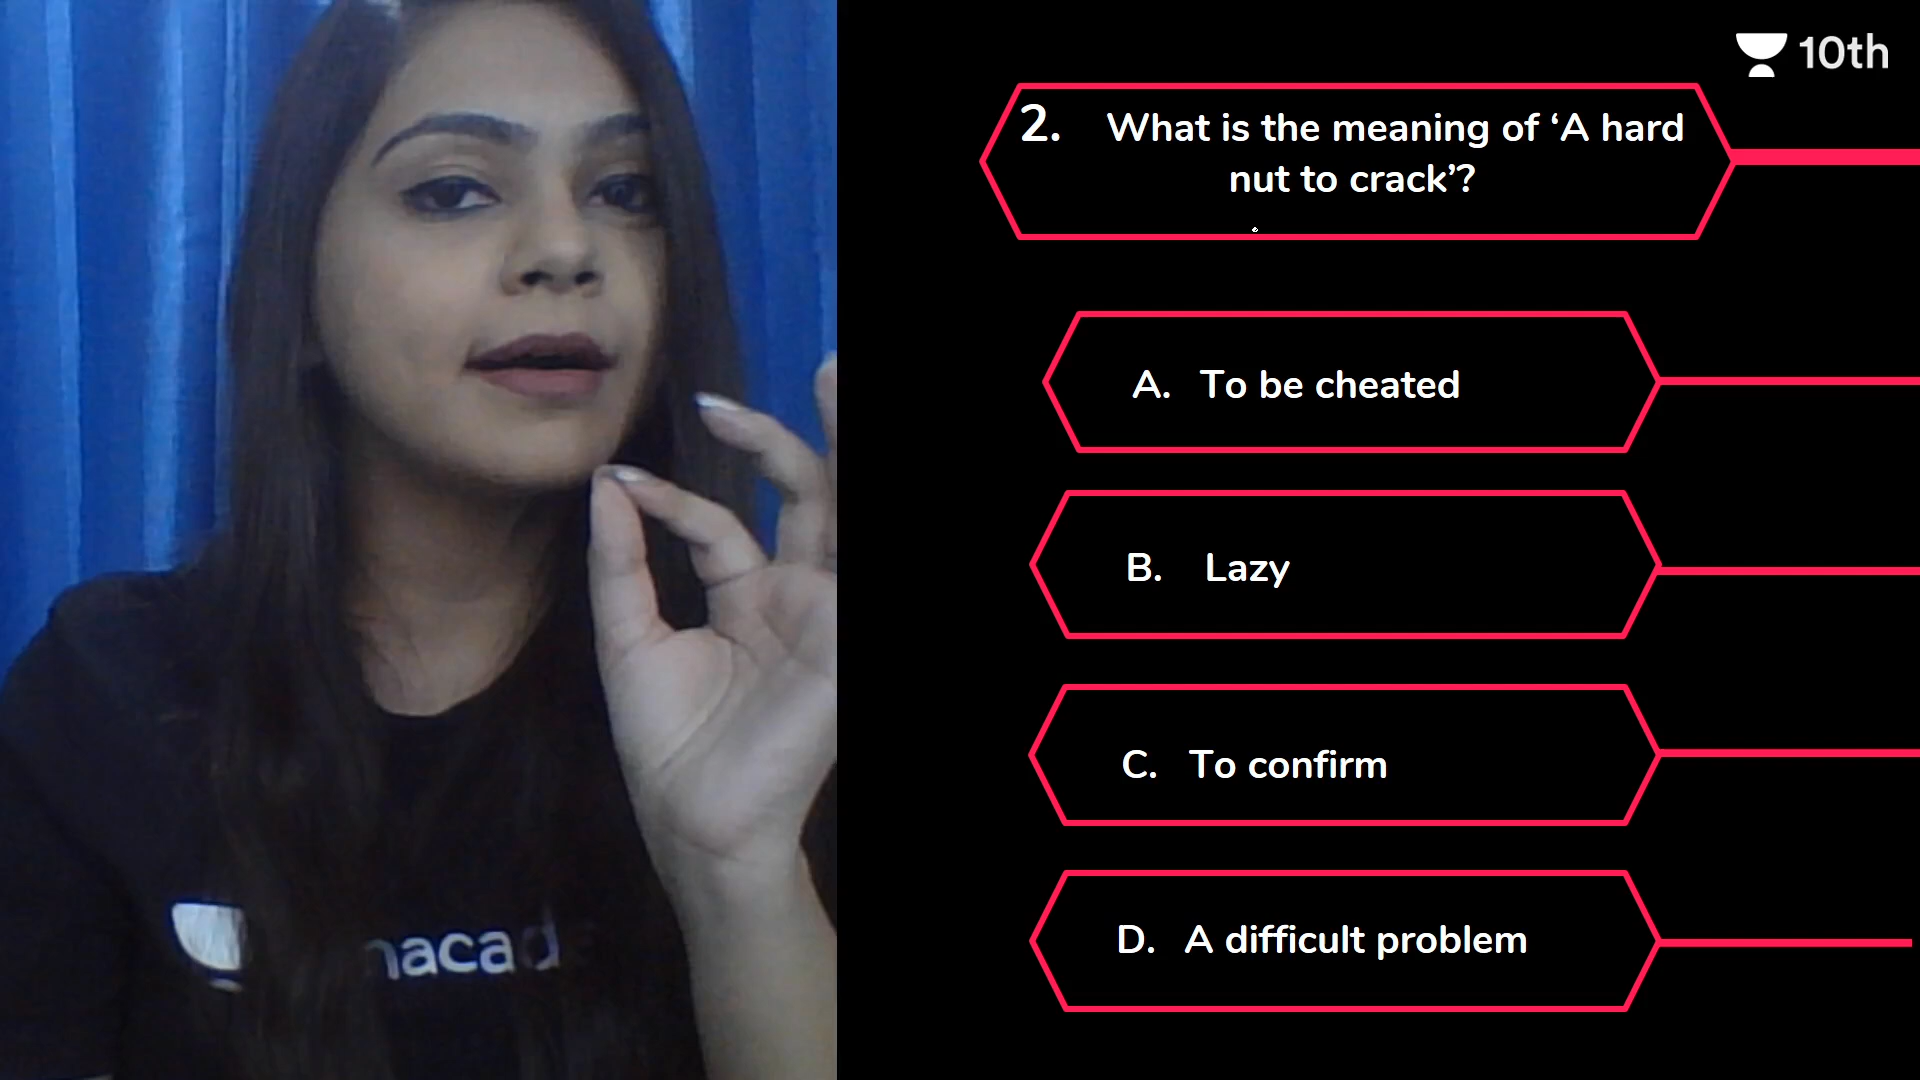 10th
2. What is the meaning of ‘A hard
nut to crack’?
A. To be cheated
B. Lazy
C. To confirm
D. A difficult problem
nacad